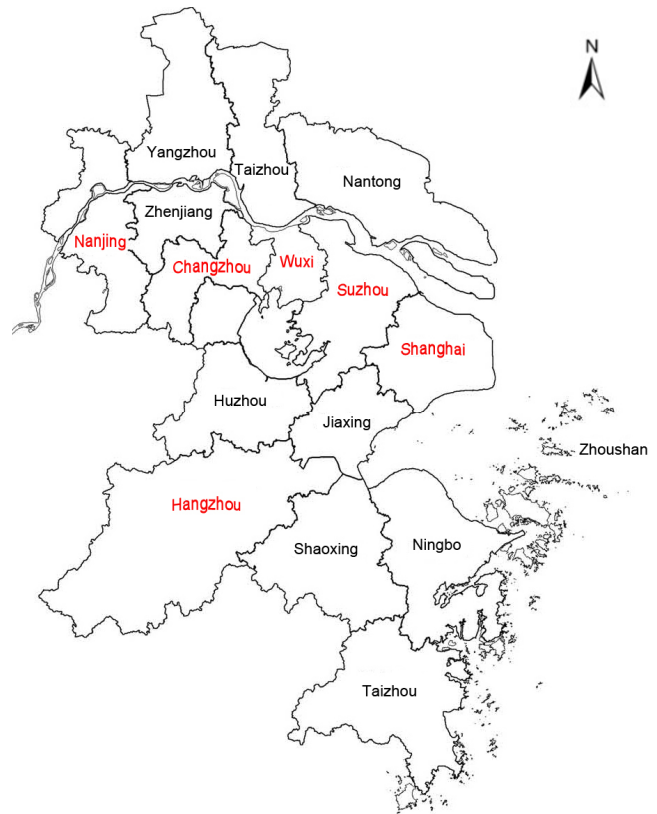 N
Yangzhou
Taizhou
Nantong
Zhenjiang
Nanjing
Changzhou
Wuxi
Suzhou
Shanghai
Huzhou
Jiaxing
Zhoushan
Hangzhou
Shaoxing
Ningbo
Taizhou